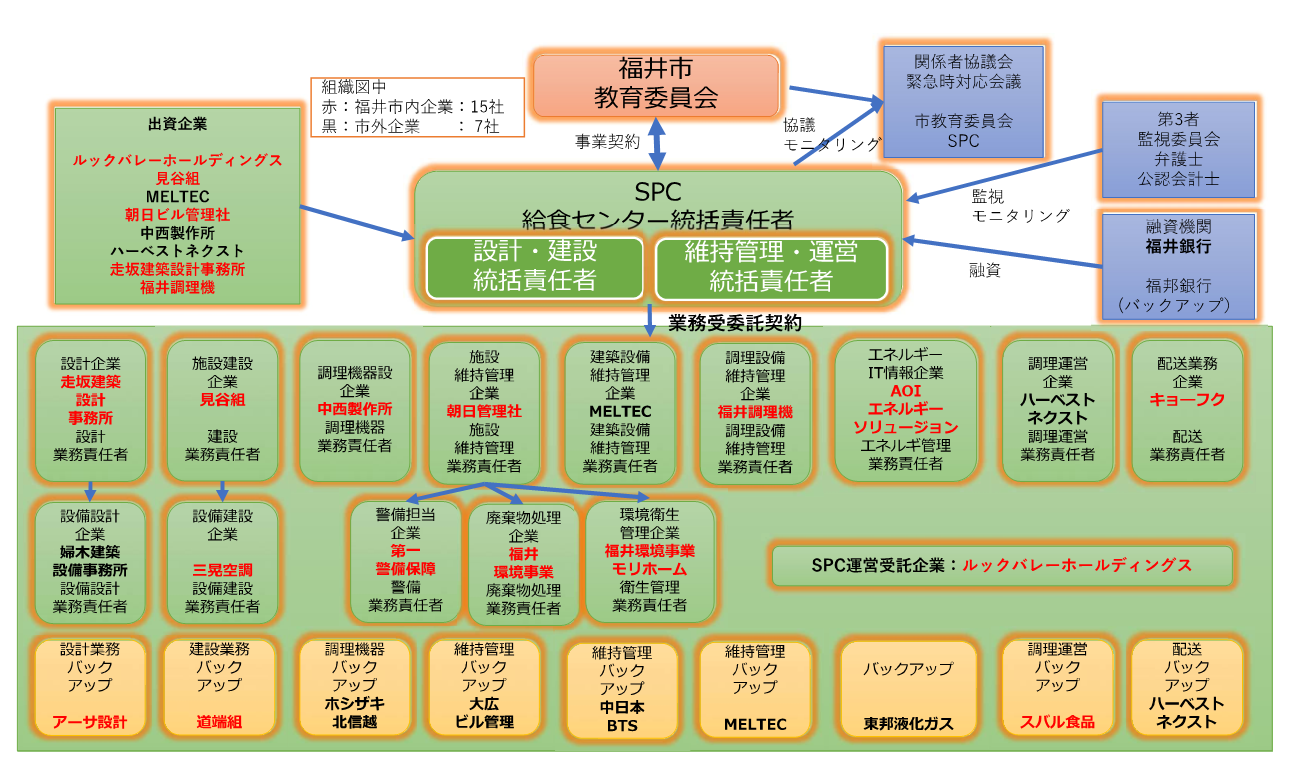 福井市
教育委員会
組織図中
赤：福井市内企業：15社
黒：市外企業　　： 7社
関係者協議会
緊急時対応会議
市教育委員会
SPC
出資企業
ルックバレーホールディングス
見谷組
MELTEC
朝日ビル管理社
中西製作所
ハーベストネクスト
走坂建築設計事務所
福井調理機
事業契約
協議
モニタリング
第3者
監視委員会
弁護士
公認会計士
SPC
給食センター統括責任者
設計・建設
統括責任者
維持管理・運営
統括責任者
監視
モニタリング
融資
融資機関
福井銀行
福邦銀行
（バックアップ）
業務受委託契約
設計企業
走坂建築
設計
事務所
設計
業務責任者
施設建設
企業
見谷組
建設
業務責任者
調理機器設
企業
中西製作所
調理機器
業務責任者
施設
維持管理
企業
朝日管理社
施設
維持管理
業務責任者
建築設備
維持管理
企業
MELTEC
建築設備
維持管理
業務責任者
調理設備
維持管理
企業
福井調理機
調理設備
維持管理
業務責任者
エネルギー
IT情報企業
AOI
エネルギー
ソリュージョン
エネルギ管理
業務責任者
調理運営
企業
ハーベスト
ネクスト
調理運営
業務責任者
配送業務
企業
キョーフク
配送
業務責任者
設備設計
企業
婦木建築
設備事務所
設備設計
業務責任者
設備建設
企業
三晃空調
設備建設
業務責任者
警備担当
企業
第一
警備保障
警備
業務責任者
廃棄物処理
企業
福井
環境事業
廃棄物処理
業務責任者
環境衛生
管理企業
福井環境事業
モリホーム
衛生管理
業務責任者
SPC運営受託企業：ルックバレーホールディングス
設計業務
バック
アップ
アーサ設計
建設業務
バック
アップ
道端組
調理機器
バック
アップ
ホシザキ
北信越
維持管理
バック
アップ
大広
ビル管理
維持管理
バック
アップ
中日本
BTS
維持管理
バック
アップ
MELTEC
バックアップ
東邦液化ガス
調理運営
バック
アップ
スバル食品
配送
バック
アップ
ハーベスト
ネクスト